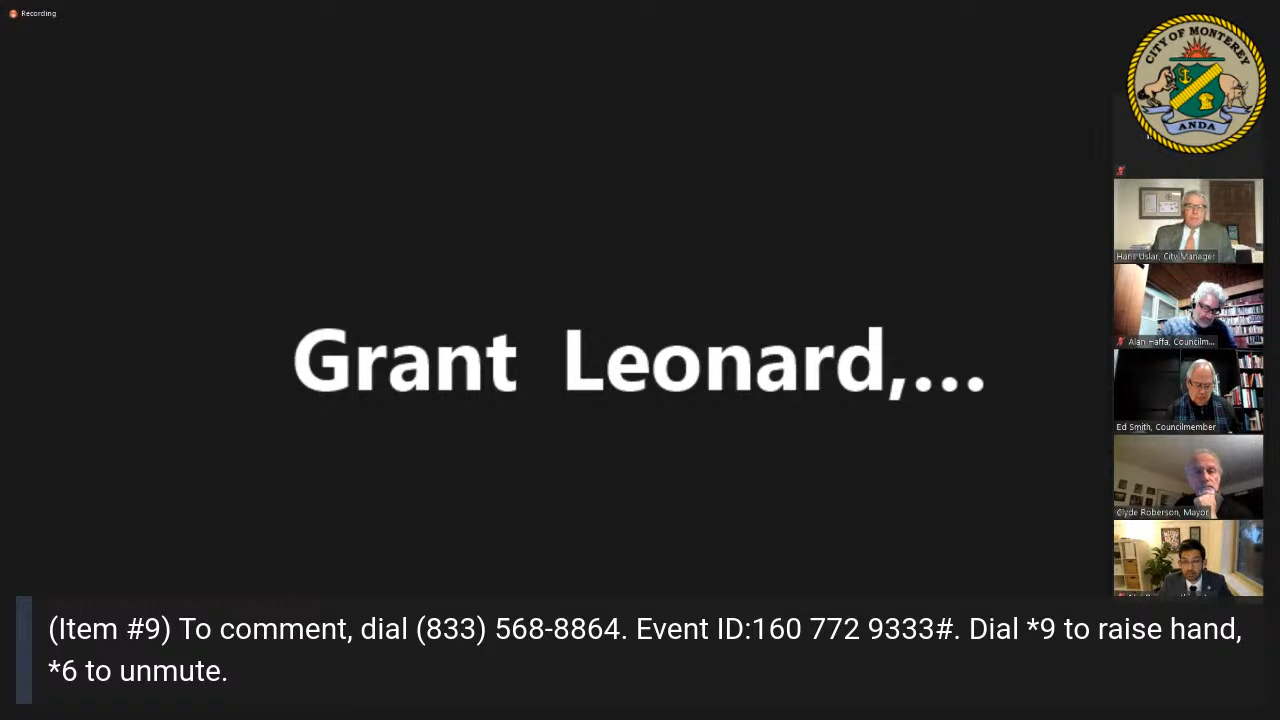 Recording
CITY OF MONTEREY
ANDA
Hans Uslar, City Manager
Alan Haffa, Councilm...
Grant Leonard,...
Ed Smith, Councilmember
Clyde Roberson, Mayor
(Item #9) To comment, dial (833) 568-8864. Event ID:160 772 9333#. Dial *9 to raise hand,
*6 to unmute.